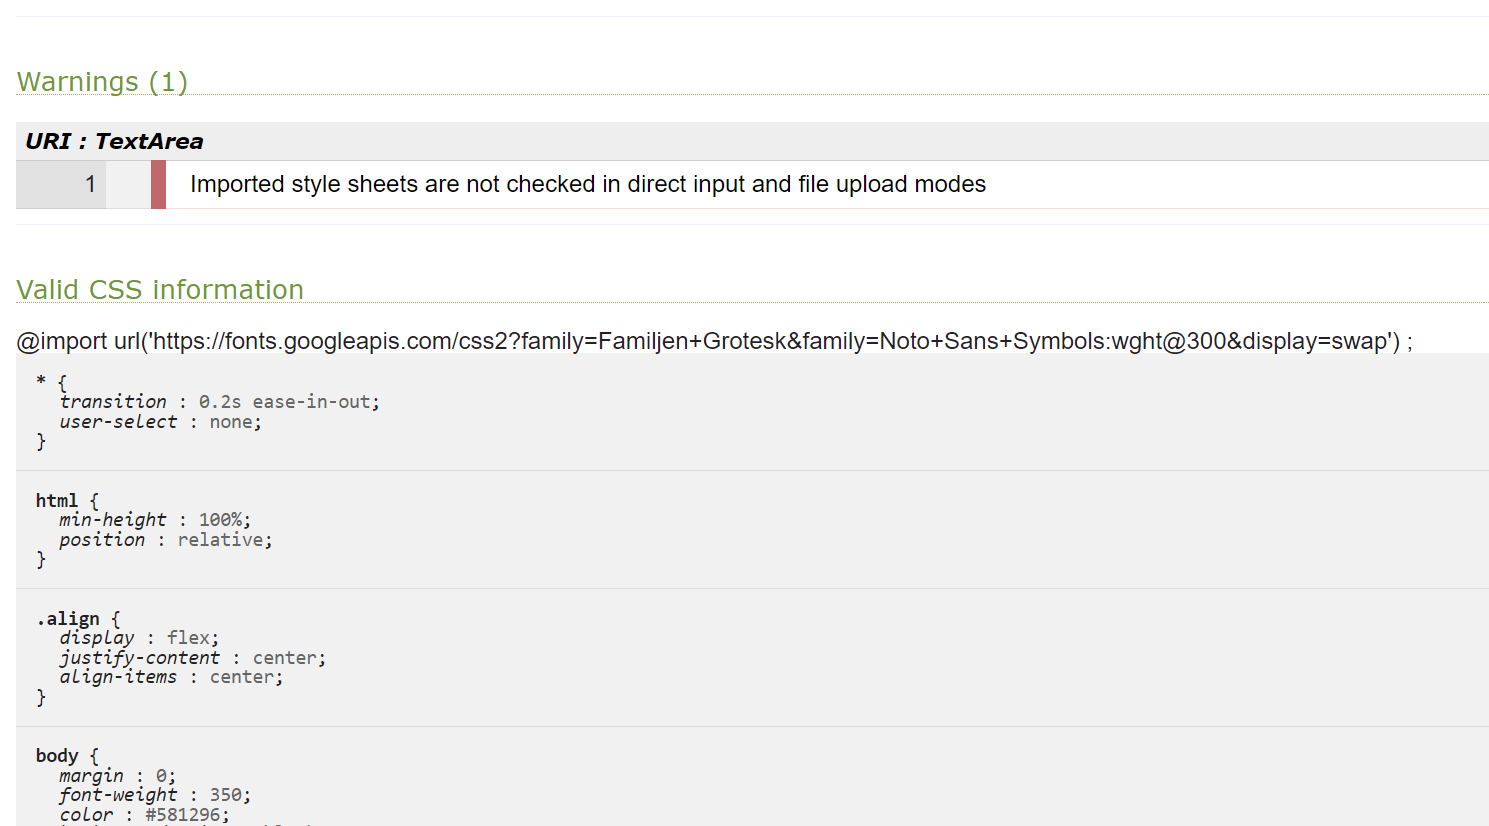 Warnings (1)
URI : TextArea
1 Imported style sheets are not checked in direct input and file upload modes
Valid CSS information
@import url('https://fonts.googleapis.com/css2?family=Familjen+Grotesk&family=Noto+Sans+Symbols:wght@300&display=swap') ;
* {
transition : 0.2s ease-in-out;
user-select : none;
}
html {
min-height : 100%;
position : relative;
}
.align {
display : flex;
justify-content : center;
align-items : center;
}
body {
margin : 0;
font-weight : 350;
color : #581296;